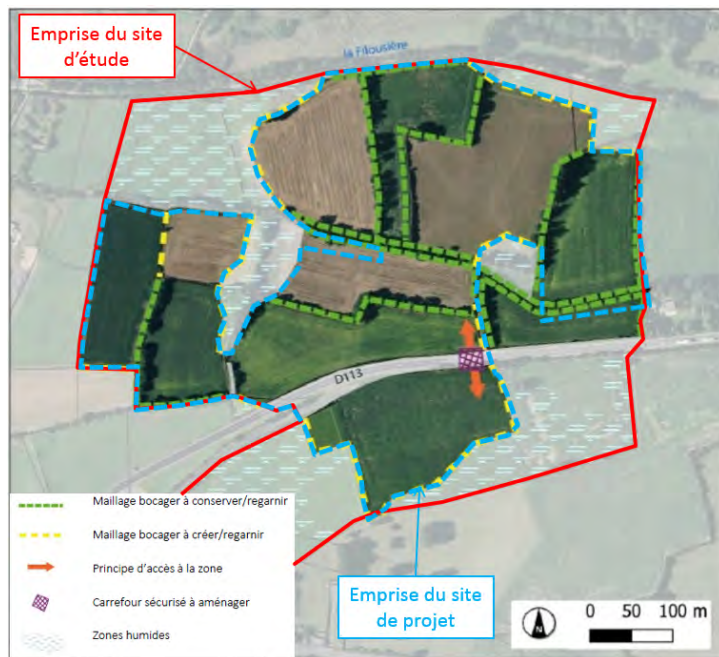 Emprise du site
d'étude
la Filousière
D113
Maillage bocager à conserver/regarnir
Maillage bocager à créer/regarnir
Principe d'accès à la zone
Carrefour sécurisé à aménager
Zones humides
Emprise du site
de projet
N
0 50 100 m